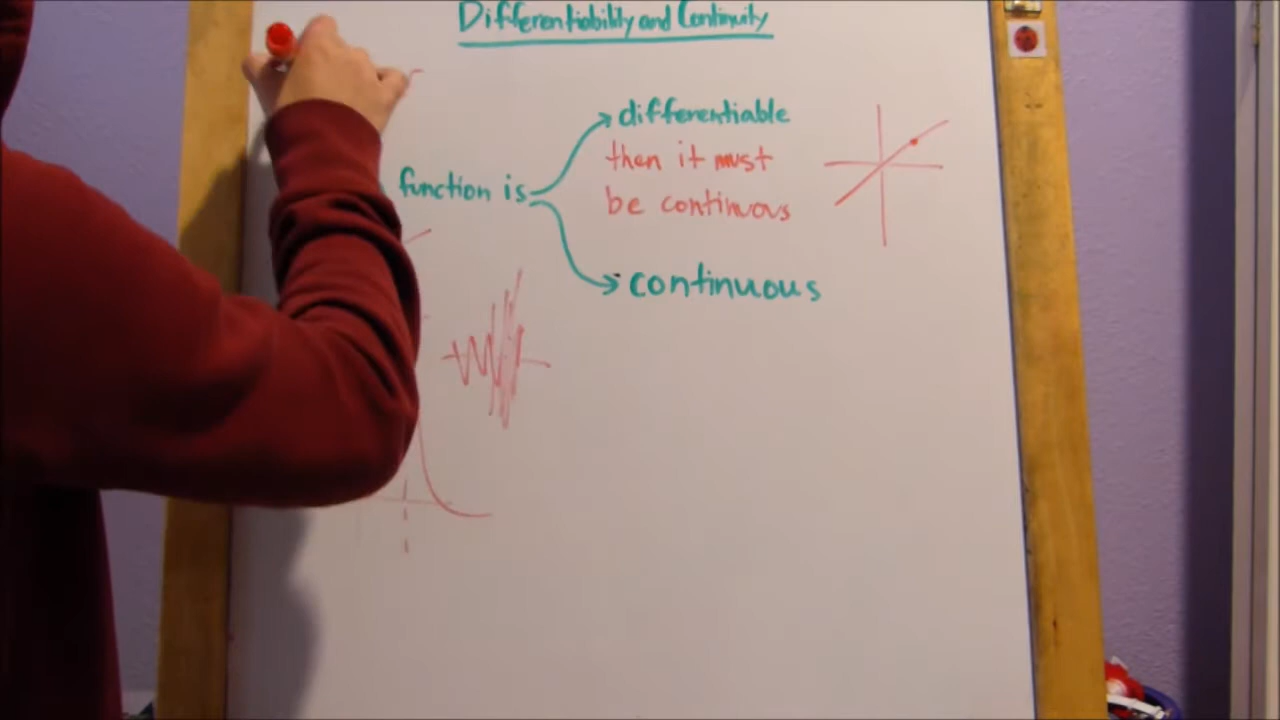 Differentiability and Continuity
differentiable
then it must
function is
be continuous
continuous